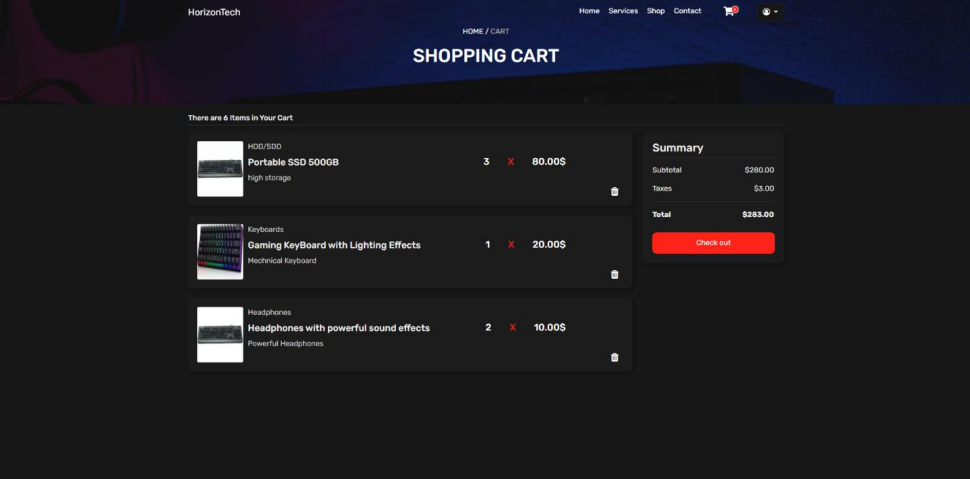 HorizonTech
Home Services Shop Contact
HOME / CART
SHOPPING CART
There are 6 Items in Your Cart
HDD/SDD
Portable SSD 500GB
high storage
3 X 80.00$
Keyboards
Gaming KeyBoard with Lighting Effects
Mechnical Keyboard
1 X 20.00$
Headphones
Headphones with powerful sound effects
Powerful Headphones
2 X 10.00$
Summary
Subtotal $280.00
Taxes $3.00
Total $283.00
Check out